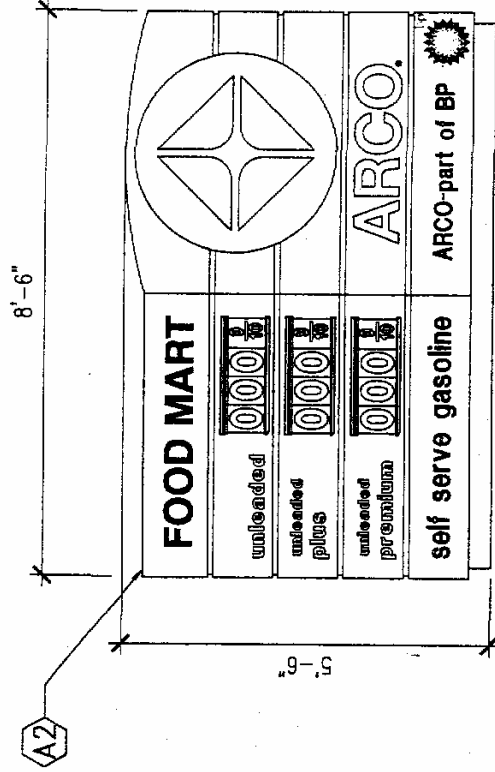 8'-6"
A2
5'-6"
FOOD MART
unleaded 000 9/10
unleaded
plus 000 9/10
unleaded
premium 000 9/10
ARCO.
self serve gasoline
ARCO-part of BP